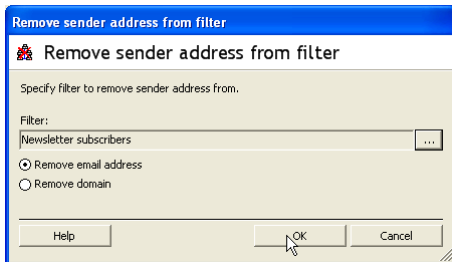 Remove sender address from filter
Remove sender address from filter
Specify filter to remove sender address from.
Filter:
Newsletter subscribers
...
Remove email address
Remove domain
Help OK Cancel